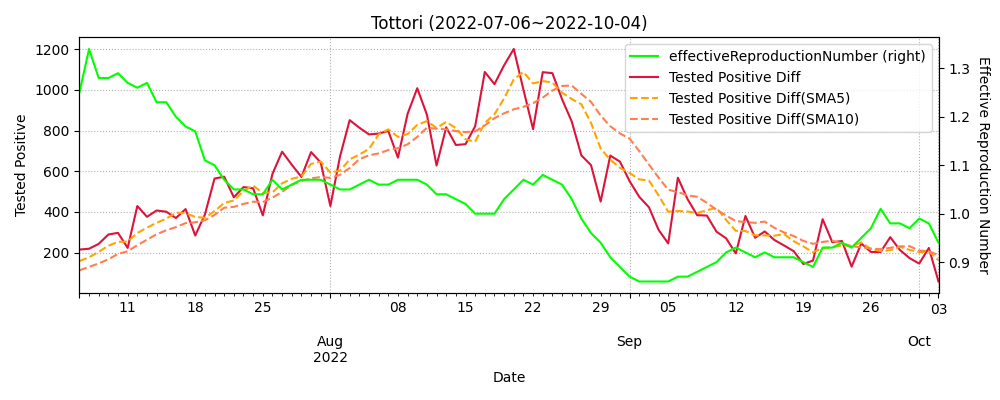 Tottori (2022-07-06~2022-10-04)
effectiveReproductionNumber (right)
Tested Positive Diff
Tested Positive Diff(SMA5)
Tested Positive Diff(SMA10)
Tested Positive
1200
1000
800
600
400
200
1.3
1.2
1.1
1.0
0.9
Effective Reproduction Number
11 18 25 08 15 22 29 05 12 19 26 03
Aug Sep Oct
2022
Date